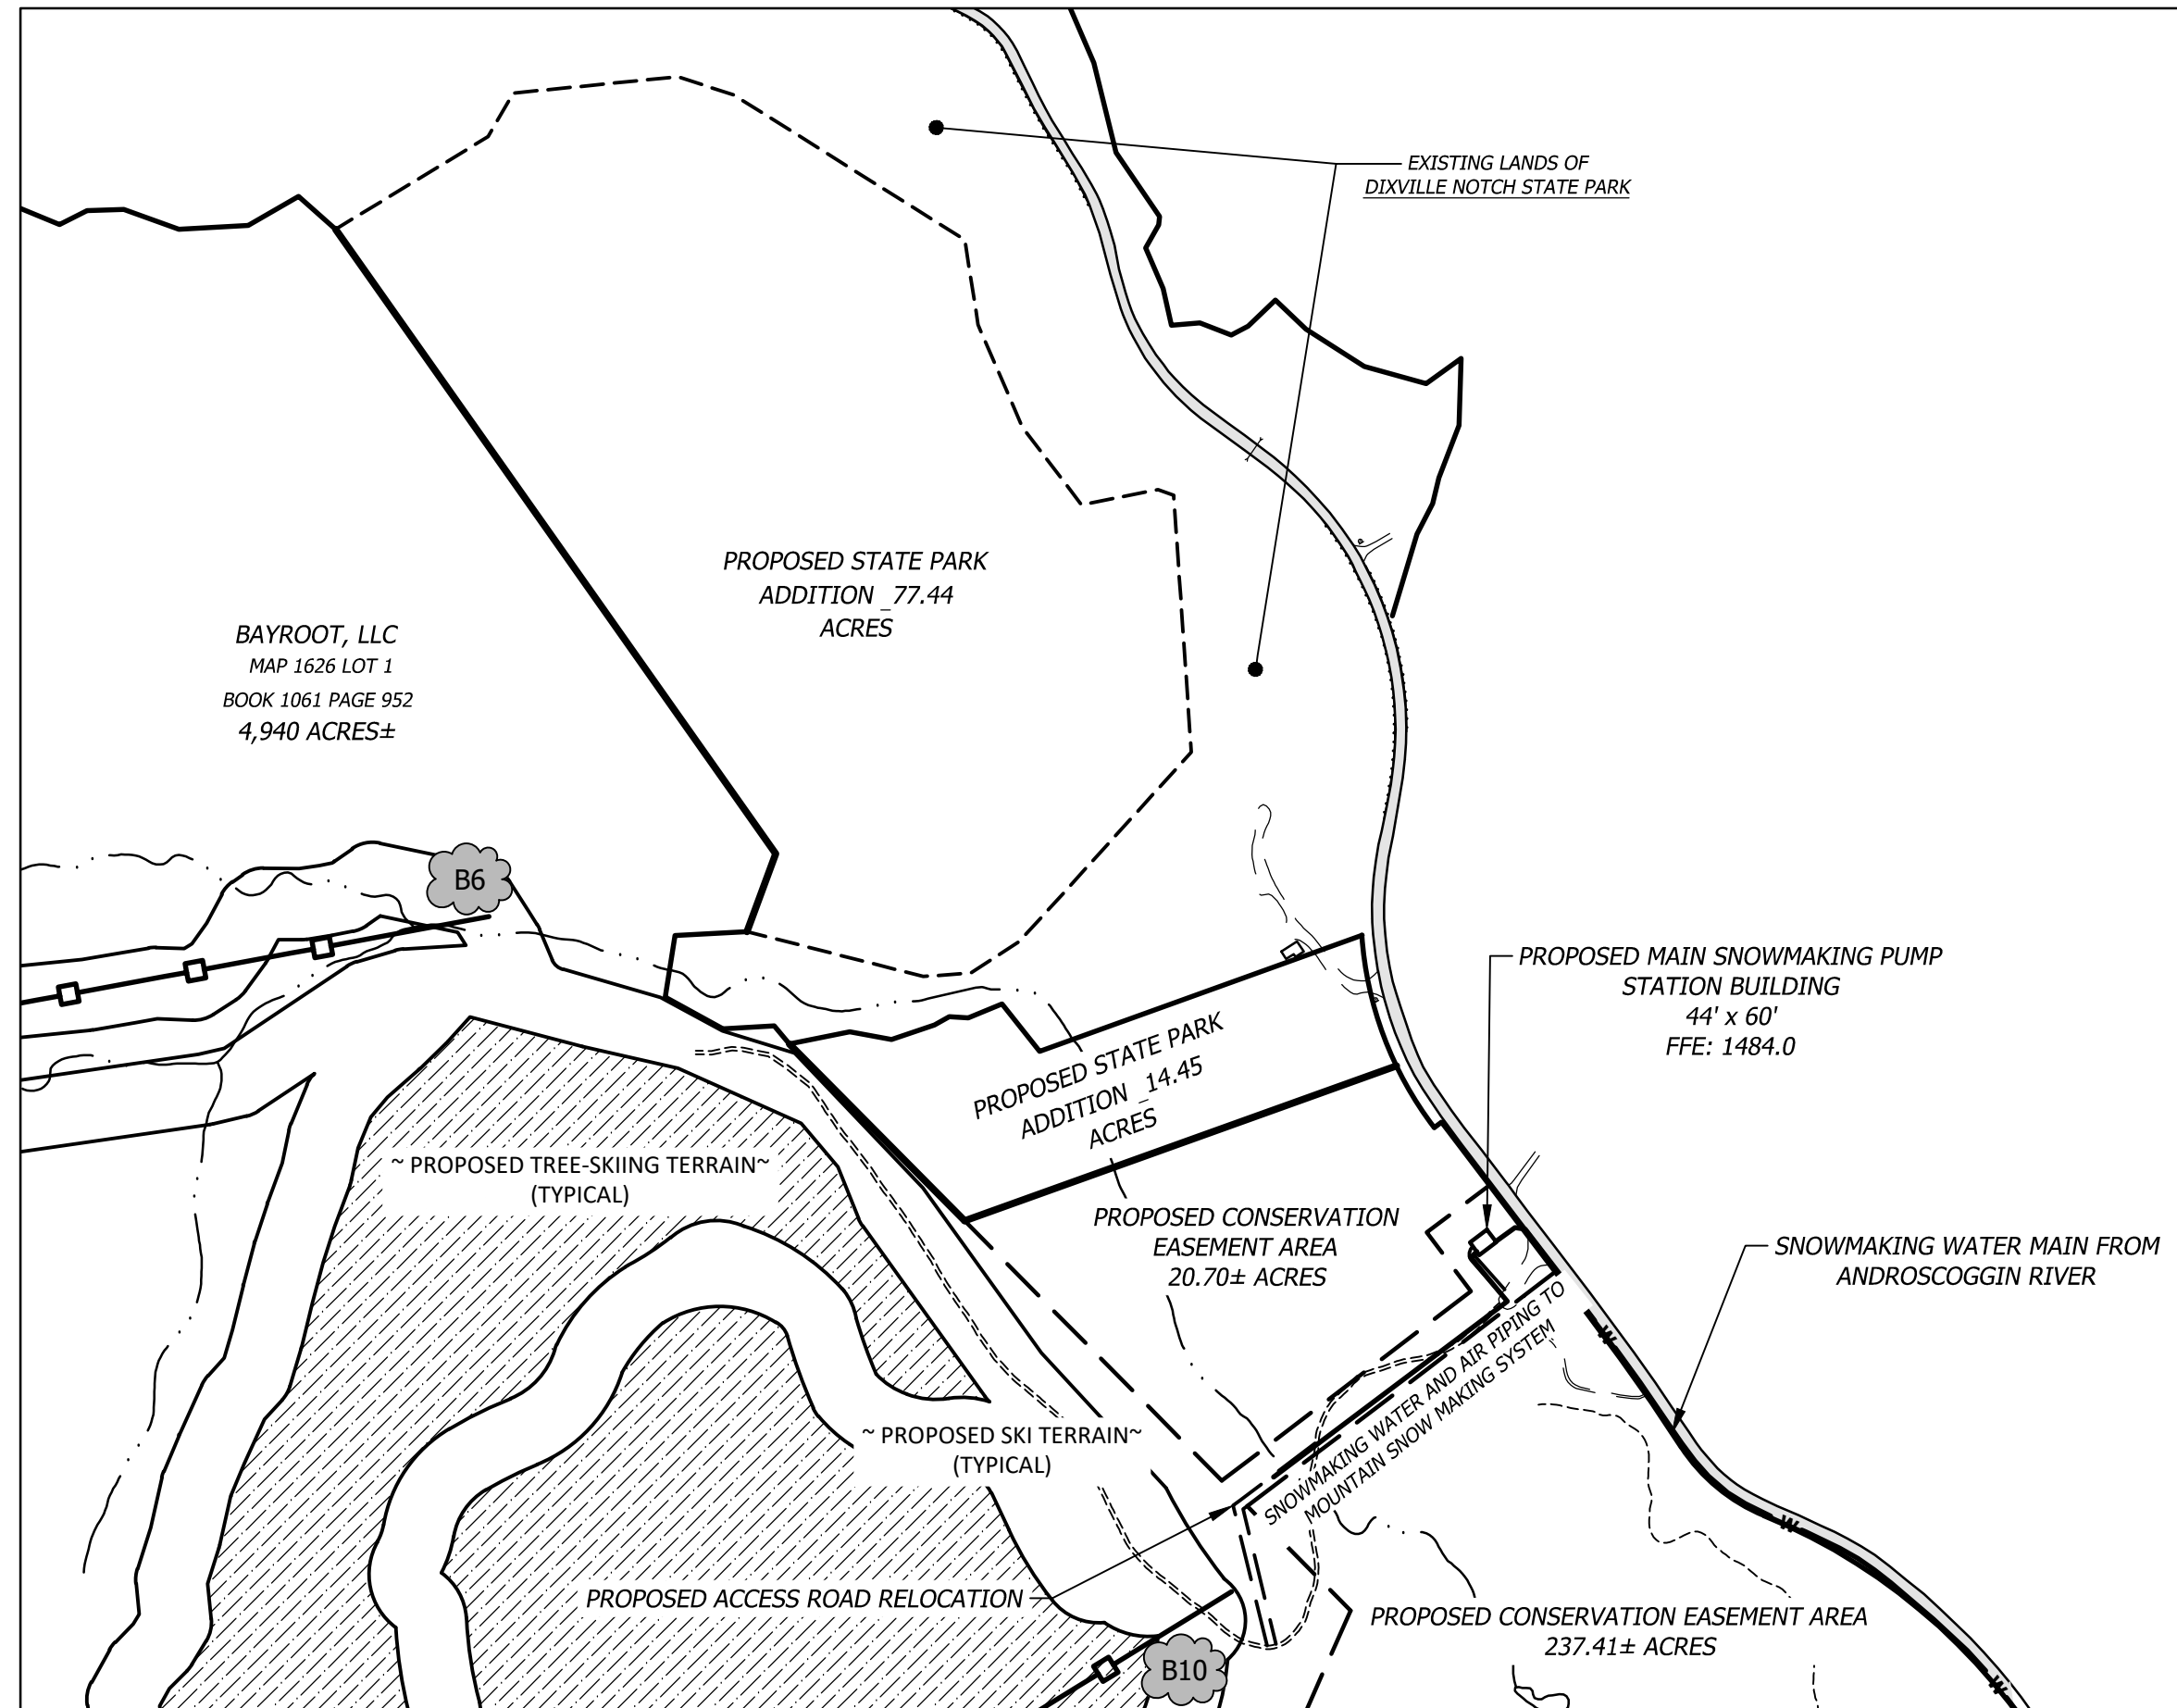 EXISTING LANDS OF
DIXVILLE NOTCH STATE PARK
PROPOSED STATE PARK
ADDITION _77.44
ACRES
BAYROOT, LLC
MAP 1626 LOT 1
BOOK 1061 PAGE 952
4,940 ACRES±
B6
PROPOSED MAIN SNOWMAKING PUMP
STATION BUILDING
44' x 60'
FFE: 1484.0
PROPOSED STATE PARK
ADDITION _14.45
ACRES
~ PROPOSED TREE-SKIING TERRAIN~
(TYPICAL)
PROPOSED CONSERVATION
EASEMENT AREA
20.70± ACRES
SNOWMAKING WATER MAIN FROM
ANDROSCOGGIN RIVER
SNOWMAKING WATER AND AIR PIPING TO
MOUNTAIN SNOW MAKING SYSTEM
W
~ PROPOSED SKI TERRAIN~
(TYPICAL)
W
PROPOSED ACCESS ROAD RELOCATION
PROPOSED CONSERVATION EASEMENT AREA
237.41± ACRES
B10
W